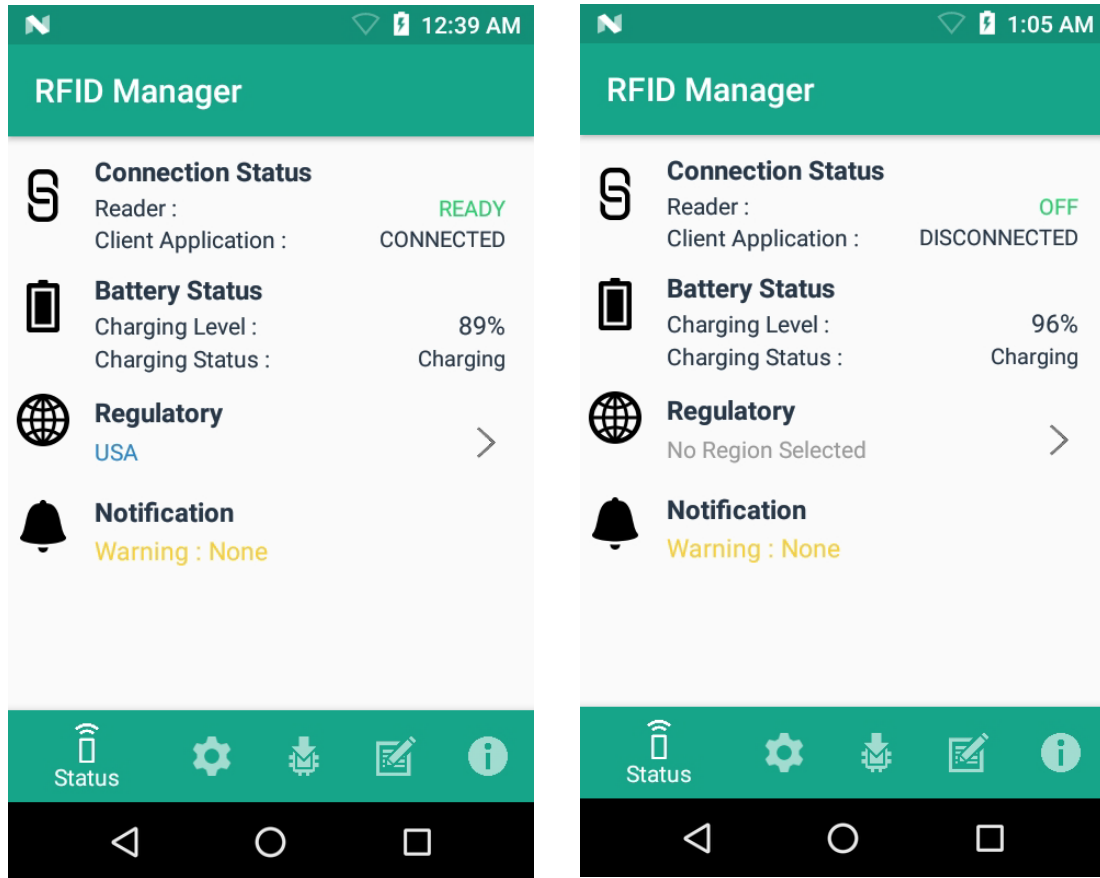 12:39 AM
RFID Manager
Connection Status
Reader : READY
Client Application : CONNECTED
Battery Status
Charging Level : 89%
Charging Status : Charging
Regulatory
USA
Notification
Warning : None
Status
1:05 AM
RFID Manager
Connection Status
Reader : OFF
Client Application : DISCONNECTED
Battery Status
Charging Level : 96%
Charging Status : Charging
Regulatory
No Region Selected
Notification
Warning : None
Status